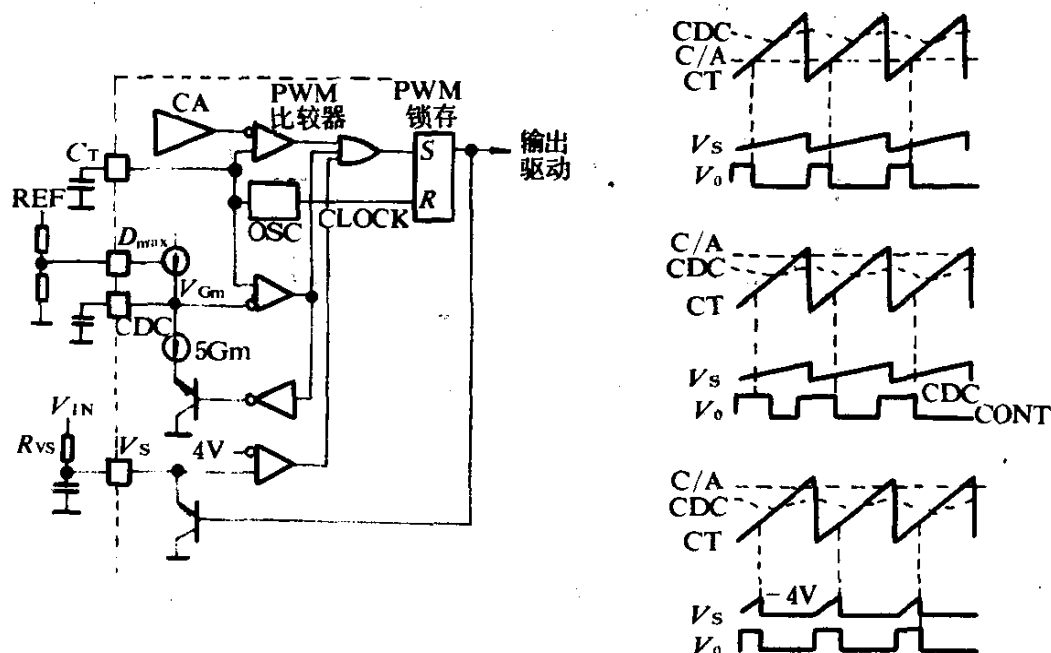 CA
PWM
比较器
PWM
锁存
CT
S
输出
驱动
R
OSC
CLOCK
REF
Dmax
VGm
CDC
5Gm
VIN
RVS
VS
4V
CDC
C/A
CT
VS
V0
C/A
CDC
CT
VS
CDC
V0
CONT
C/A
CDC
CT
-4V
VS
V0